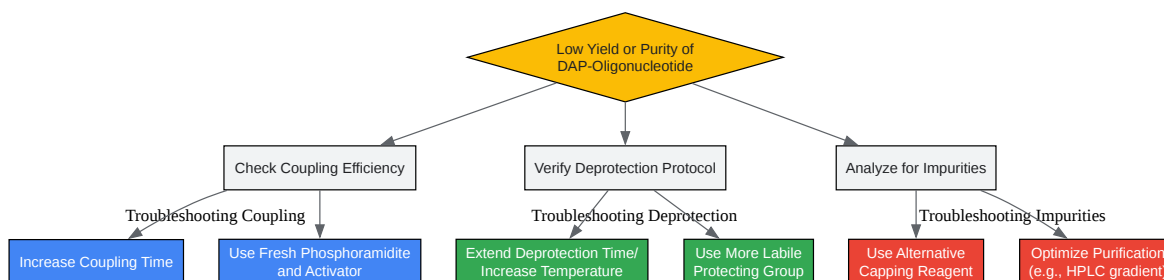 Low Yield or Purity of
DAP-Oligonucleotide
Check Coupling Efficiency
Verify Deprotection Protocol
Analyze for Impurities
Troubleshooting Coupling
Troubleshooting Deprotection
Troubleshooting Impurities
Increase Coupling Time
Use Fresh Phosphoramidite
and Activator
Extend Deprotection Time/
Increase Temperature
Use More Labile
Protecting Group
Use Alternative
Capping Reagent
Optimize Purification
(e.g., HPLC gradient